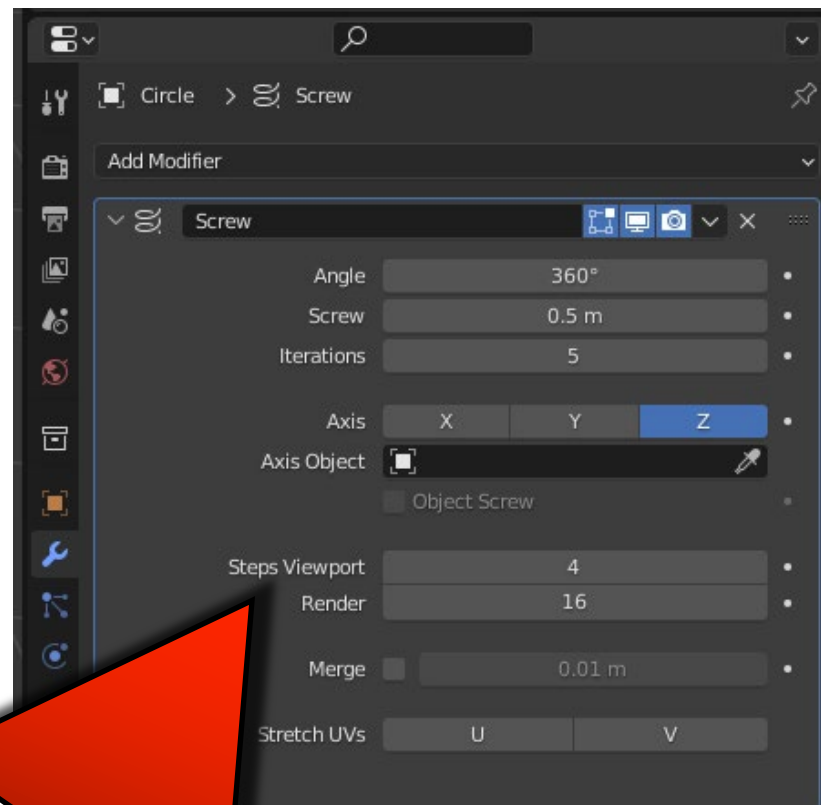 Circle > Screw
Add Modifier
Screw
Angle 360°
Screw 0.5 m
Iterations 5
Axis X Y Z
Axis Object
Object Screw
Steps Viewport 4
Render 16
Merge 0.01 m
Stretch UVs U V